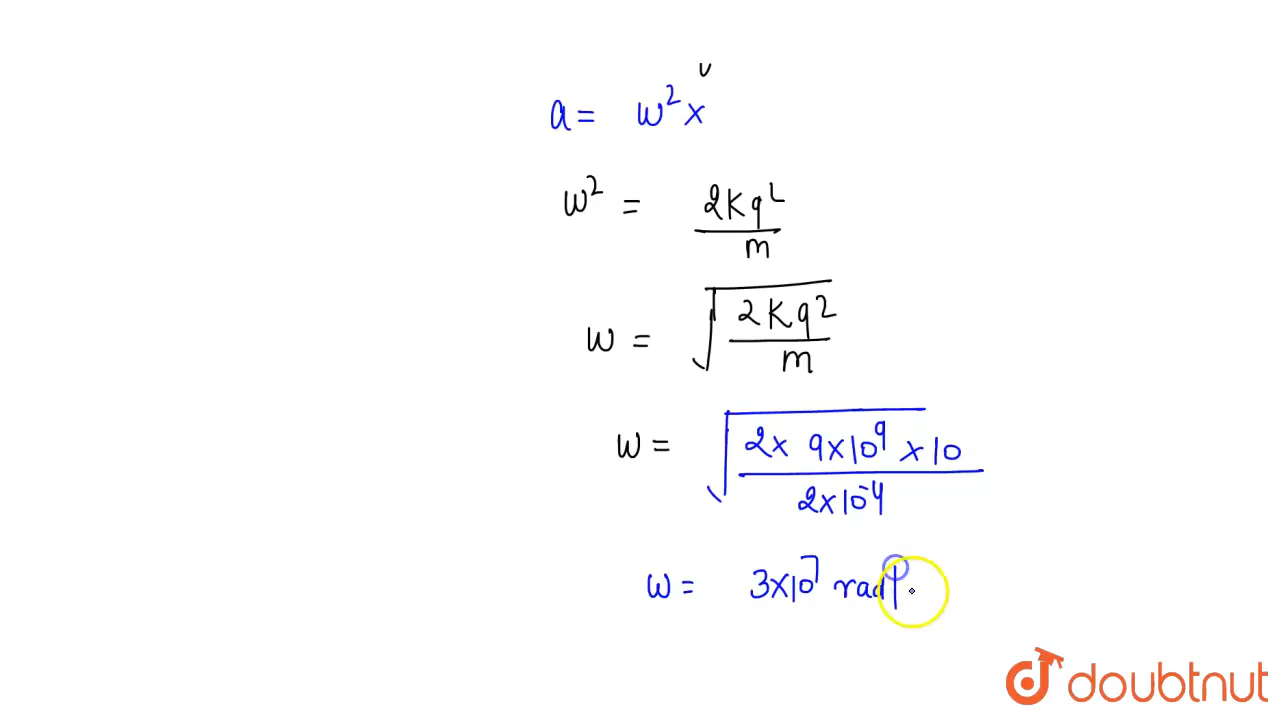 a = w²x
w² = 2Kq² / m
w = √(2Kq² / m)
w = √(2x 9x10⁹ x10 / 2x10⁻⁴)
w = 3x10⁷ rad/
doubtnut